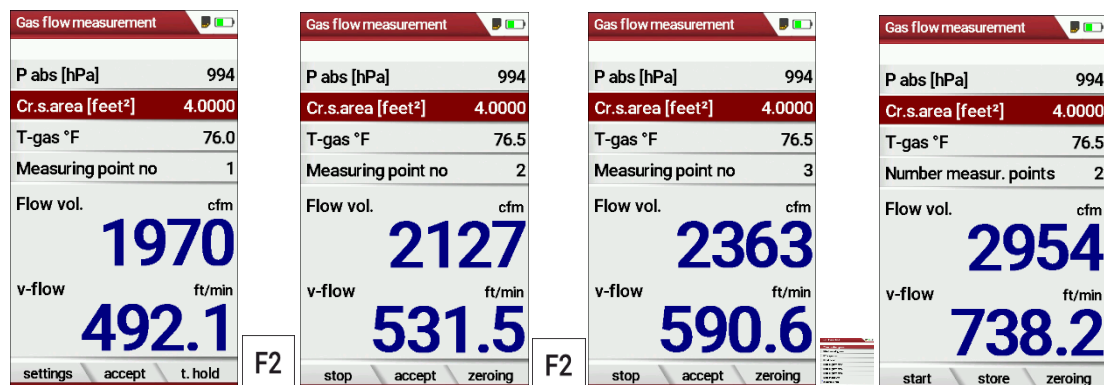 Gas flow measurement
P abs [hPa] 994
Cr.s.area [feet²] 4.0000
T-gas °F 76.0
Measuring point no 1
Flow vol. cfm
1970
v-flow ft/min
492.1
settings accept t. hold
F2
Gas flow measurement
P abs [hPa] 994
Cr.s.area [feet²] 4.0000
T-gas °F 76.5
Measuring point no 2
Flow vol. cfm
2127
v-flow ft/min
531.5
stop accept zeroing
F2
Gas flow measurement
P abs [hPa] 994
Cr.s.area [feet²] 4.0000
T-gas °F 76.5
Measuring point no 3
Flow vol. cfm
2363
v-flow ft/min
590.6
stop accept zeroing
Gas flow measurement
P abs [hPa] 994
Cr.s.area [feet²] 4.0000
T-gas °F 76.5
Number measur. points 2
Flow vol. cfm
2954
v-flow ft/min
738.2
start store zeroing